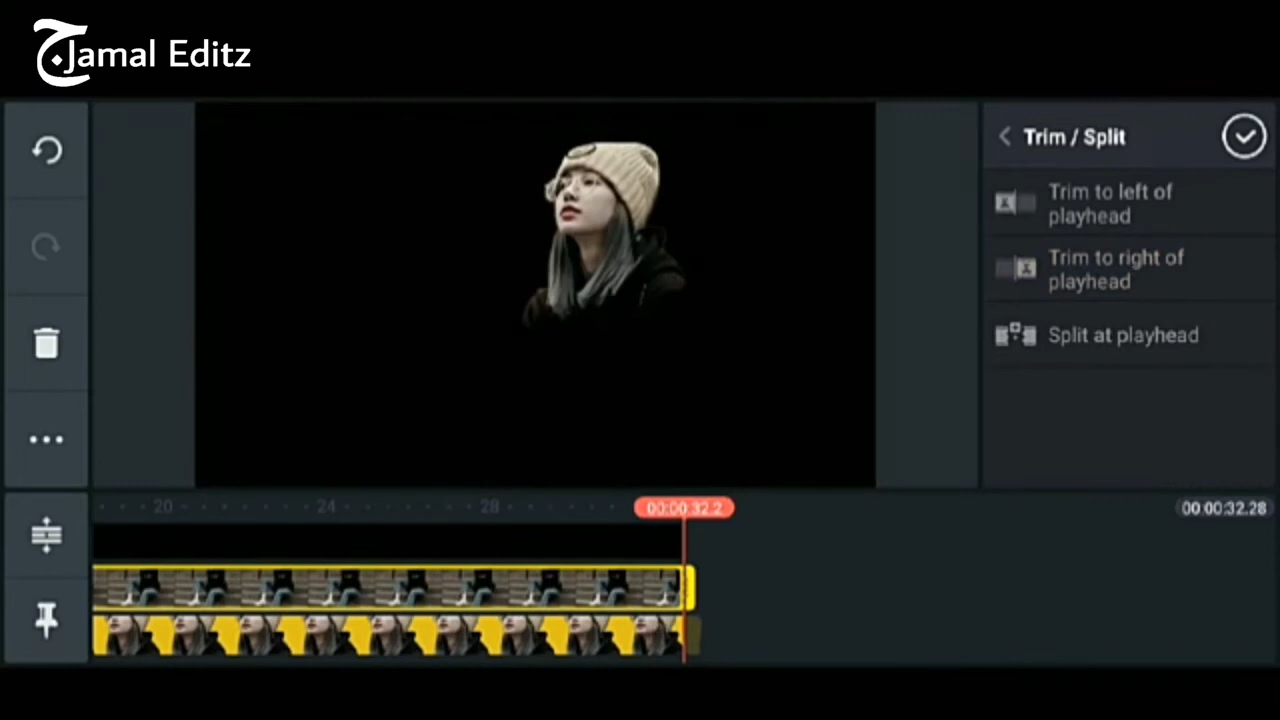 ج Jamal Editz
Trim / Split
Trim to left of
playhead
Trim to right of
playhead
Split at playhead
20
24
28
00:00:32.2
00:00:32.28